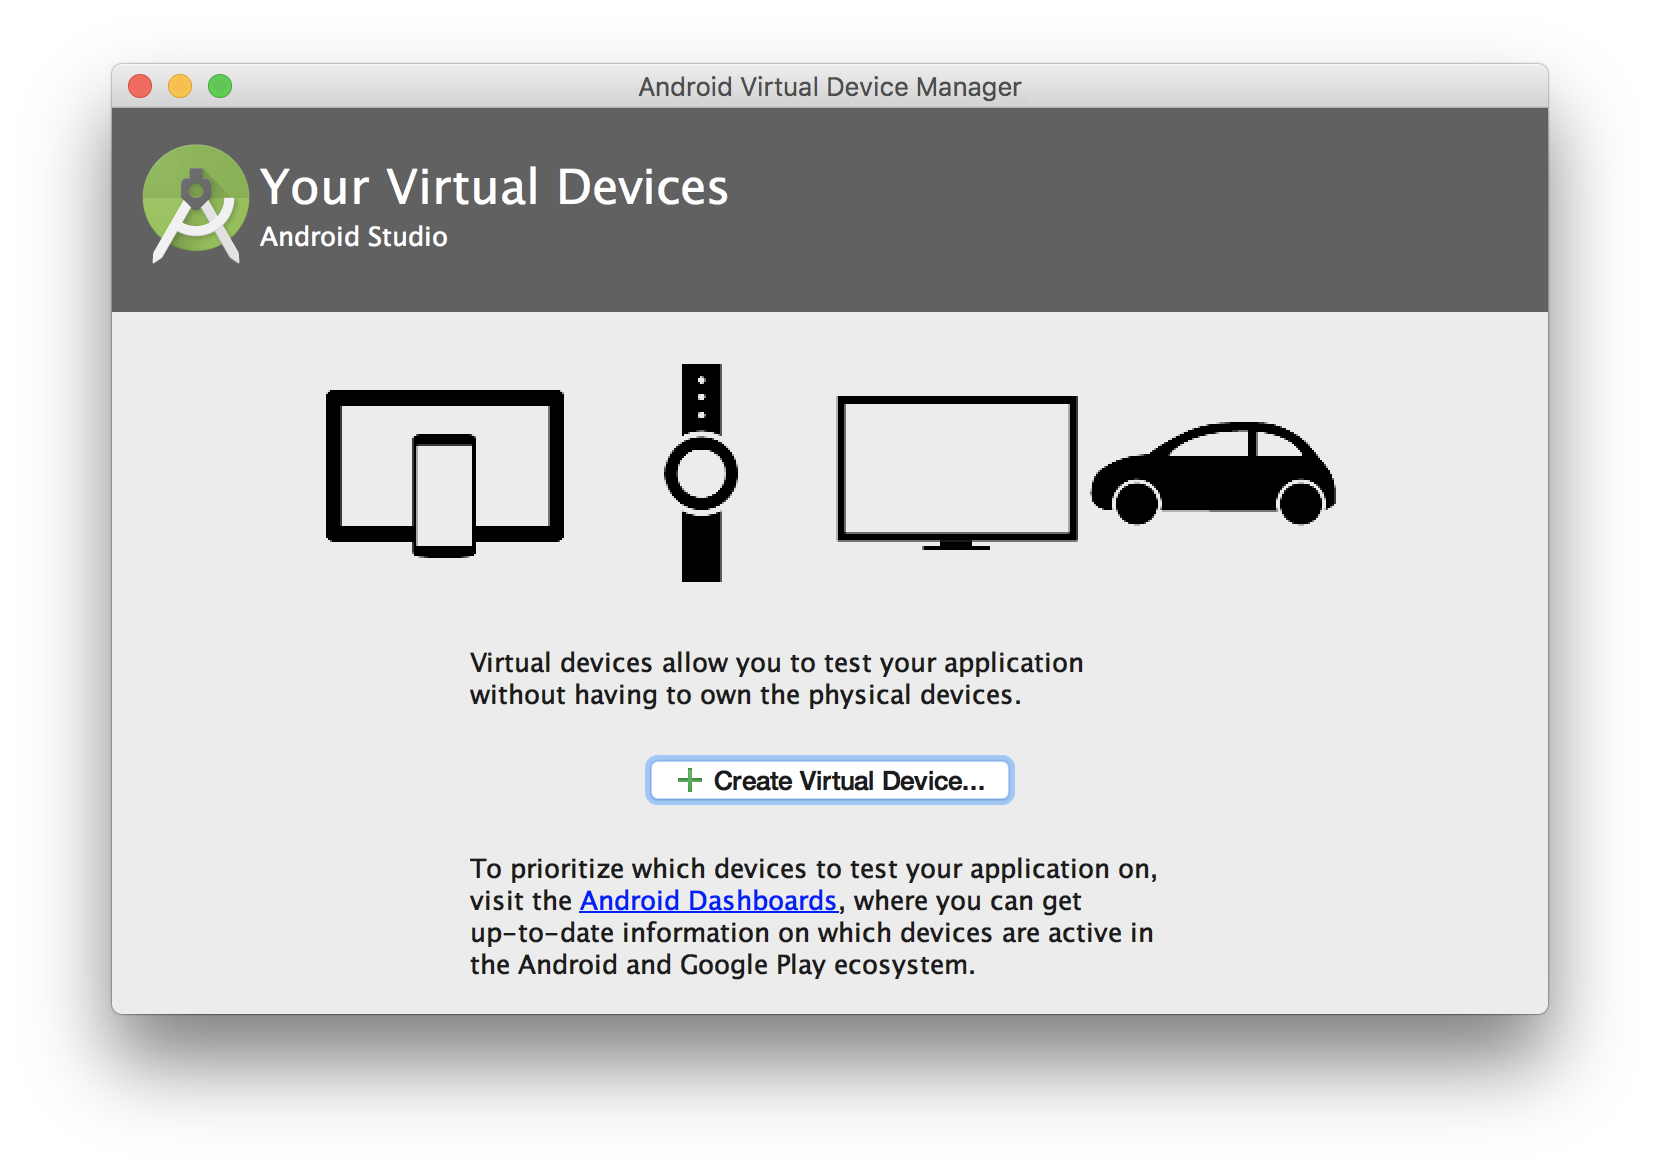 Android Virtual Device Manager
Your Virtual Devices
Android Studio
Virtual devices allow you to test your application
without having to own the physical devices.
Create Virtual Device...
To prioritize which devices to test your application on,
visit the Android Dashboards, where you can get
up-to-date information on which devices are active in
the Android and Google Play ecosystem.